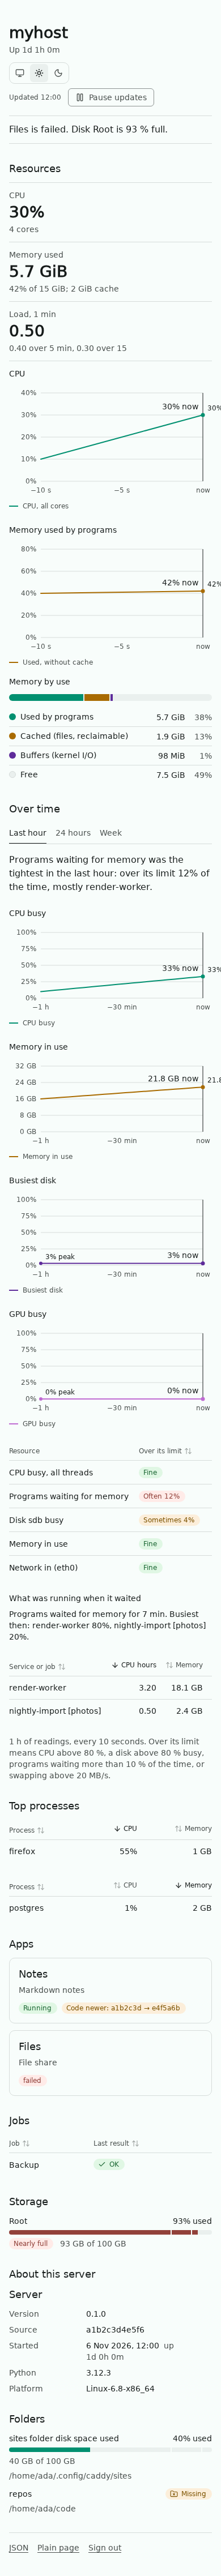 myhost
Up 1d 1h 0m
Updated 12:00 Pause updates
Files is failed. Disk Root is 93 % full.
Resources
CPU
30%
4 cores
Memory used
5.7 GiB
42% of 15 GiB; 2 GiB cache
Load, 1 min
0.50
0.40 over 5 min, 0.30 over 15
CPU
40%
30% now 30%
30%
20%
10%
0%
−10 s −5 s now
CPU, all cores
Memory used by programs
80%
60%
42% now 42%
40%
20%
0%
−10 s −5 s now
Used, without cache
Memory by use
Used by programs 5.7 GiB 38%
Cached (files, reclaimable) 1.9 GiB 13%
Buffers (kernel I/O) 98 MiB 1%
Free 7.5 GiB 49%
Over time
Last hour 24 hours Week
Programs waiting for memory was the
tightest in the last hour: over its limit 12% of
the time, mostly render-worker.
CPU busy
100%
75%
50%
33% now 33%
25%
0%
−1 h −30 min now
CPU busy
Memory in use
32 GB
24 GB
21.8 GB now 21.8
16 GB
8 GB
0 GB
−1 h −30 min now
Memory in use
Busiest disk
100%
75%
50%
25%
3% peak 3% now
0%
−1 h −30 min now
Busiest disk
GPU busy
100%
75%
50%
25%
0% peak 0% now
0%
−1 h −30 min now
GPU busy
Resource Over its limit
CPU busy, all threads Fine
Programs waiting for memory Often 12%
Disk sdb busy Sometimes 4%
Memory in use Fine
Network in (eth0) Fine
What was running when it waited
Programs waited for memory for 7 min. Busiest
then: render-worker 80%, nightly-import [photos]
20%.
Service or job CPU hours Memory
render-worker 3.20 18.1 GB
nightly-import [photos] 0.50 2.4 GB
1 h of readings, every 10 seconds. Over its limit
means CPU above 80 %, a disk above 80 % busy,
programs waiting more than 10 % of the time, or
swapping above 20 MB/s.
Top processes
Process CPU Memory
firefox 55% 1 GB
Process CPU Memory
postgres 1% 2 GB
Apps
Notes
Markdown notes
Running Code newer: a1b2c3d → e4f5a6b
Files
File share
failed
Jobs
Job Last result
Backup OK
Storage
Root 93% used
Nearly full 93 GB of 100 GB
About this server
Server
Version 0.1.0
Source a1b2c3d4e5f6
Started 6 Nov 2026, 12:00 up
1d 0h 0m
Python 3.12.3
Platform Linux-6.8-x86_64
Folders
sites folder disk space used 40% used
40 GB of 100 GB
/home/ada/.config/caddy/sites
repos Missing
/home/ada/code
JSON Plain page Sign out